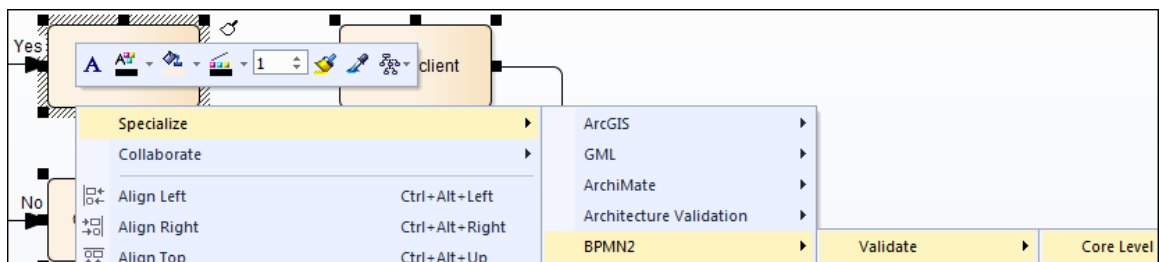 Yes
A 1
client
Specialize
Collaborate
No
Align Left Ctrl+Alt+Left
Align Right Ctrl+Alt+Right
Align Top Ctrl+Alt+Up
ArcGIS
GML
ArchiMate
Architecture Validation
BPMN2
Validate
Core Level